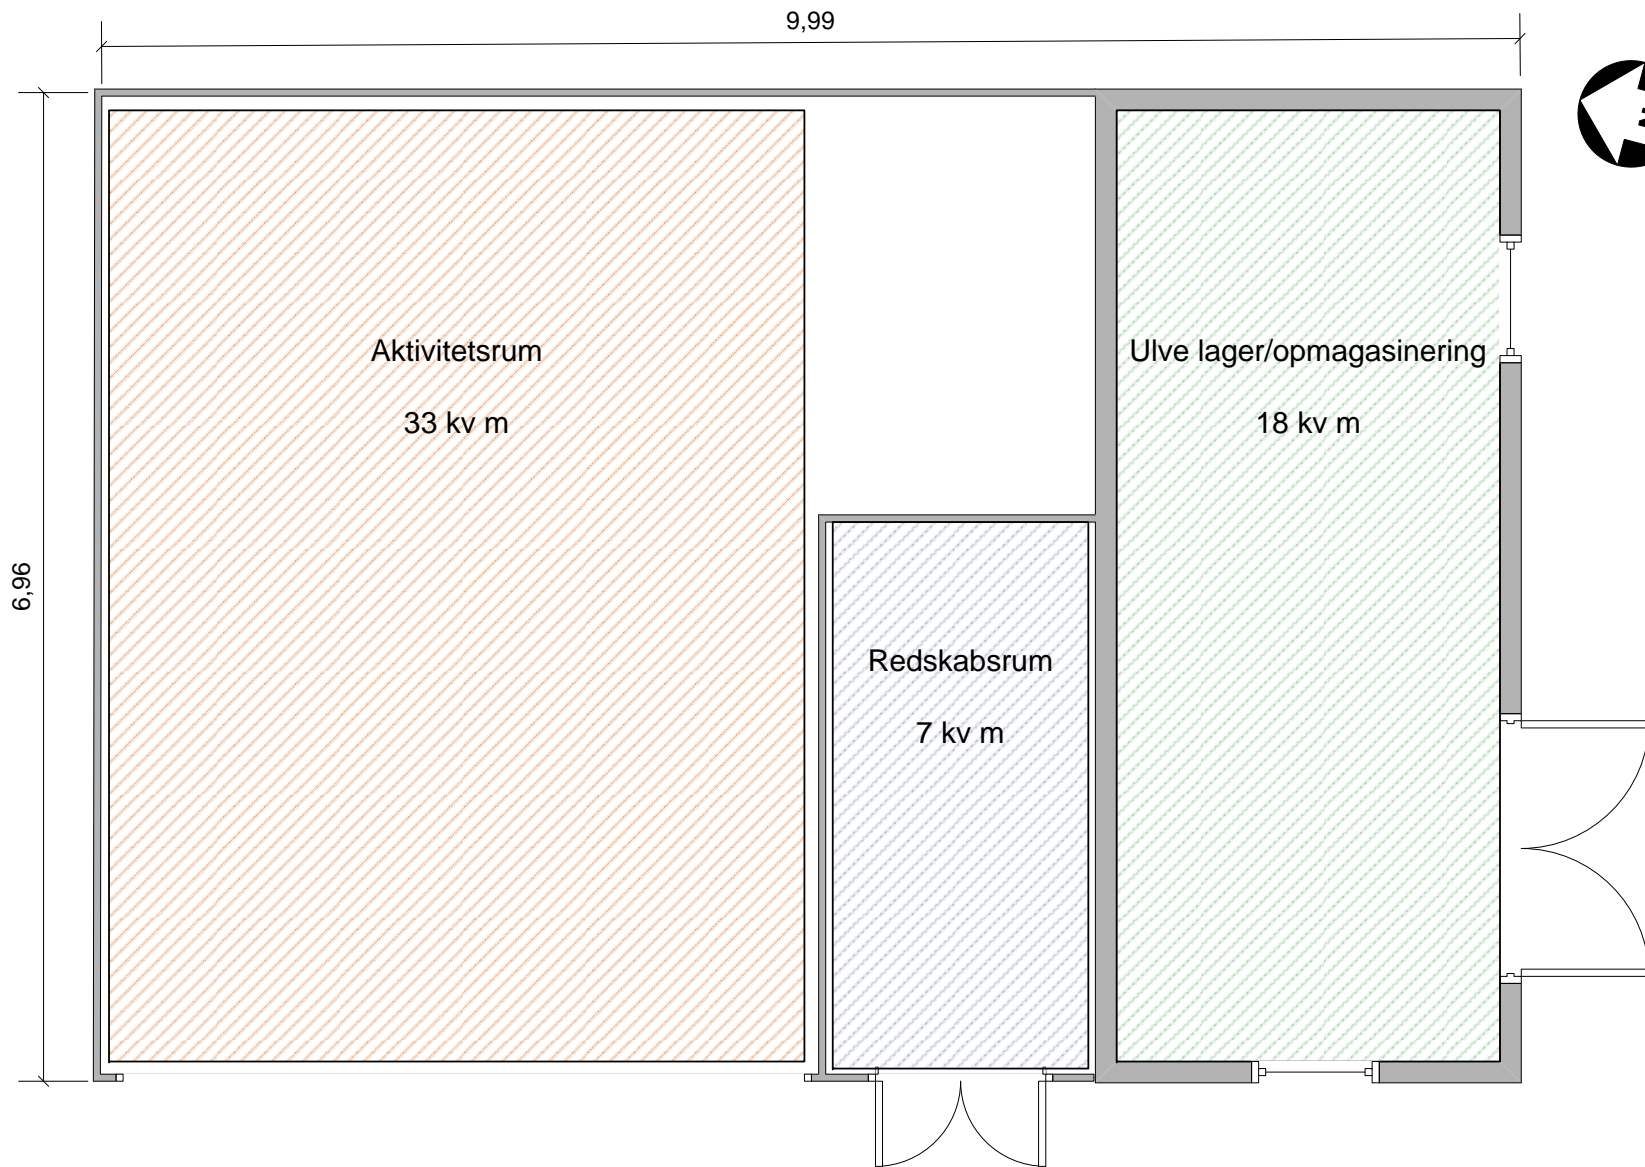 9,99
6,96
Aktivitetsrum
33 kv m
Ulve lager/opmagasinering
18 kv m
Redskabsrum
7 kv m